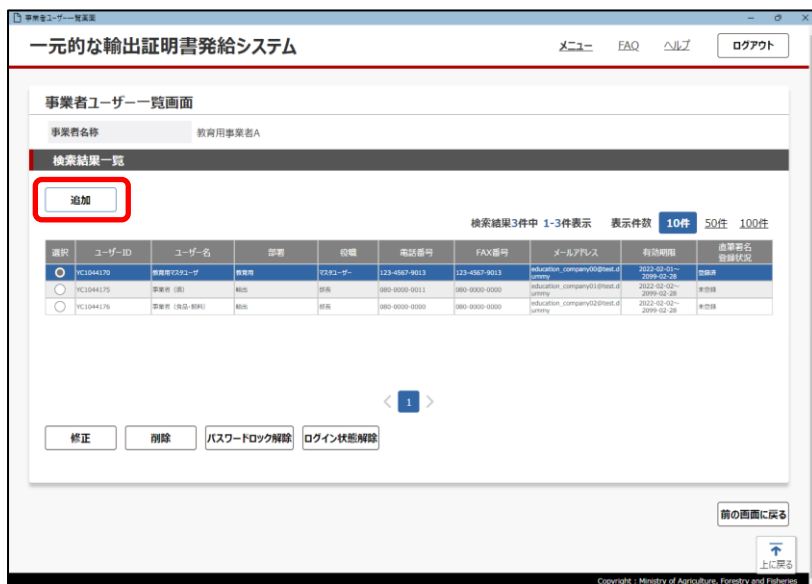 事業者ユーザー一覧画面
一元的な輸出証明書発給システム
メニュー FAQ ヘルプ ログアウト
事業者ユーザー一覧画面
事業者名称 教育用事業者A
検索結果一覧
追加
検索結果3件中 1-3件表示 表示件数 10件 50件 100件
選択 ユーザーID ユーザー名 部署 役職 電話番号 FAX番号 メールアドレス 有効期限 直筆署名登録状況
YC1044170 教育用マスタユーザ 教育用 マスタユーザー 123-4567-9013 123-4567-9013 education_company00@test.dummy 2022-02-01～2099-02-28 登録済
YC1044175 事業者（酒） 輸出 部長 080-0000-0011 080-0000-0000 education_company01@test.dummy 2022-02-02～2099-02-28 未登録
YC1044176 事業者（食品・飼料） 輸出 部長 080-0000-0000 080-0000-0000 education_company02@test.dummy 2022-02-02～2099-02-28 未登録
< 1 >
修正 削除 パスワードロック解除 ログイン状態解除
前の画面に戻る
上に戻る
Copyright : Ministry of Agriculture, Forestry and Fisheries